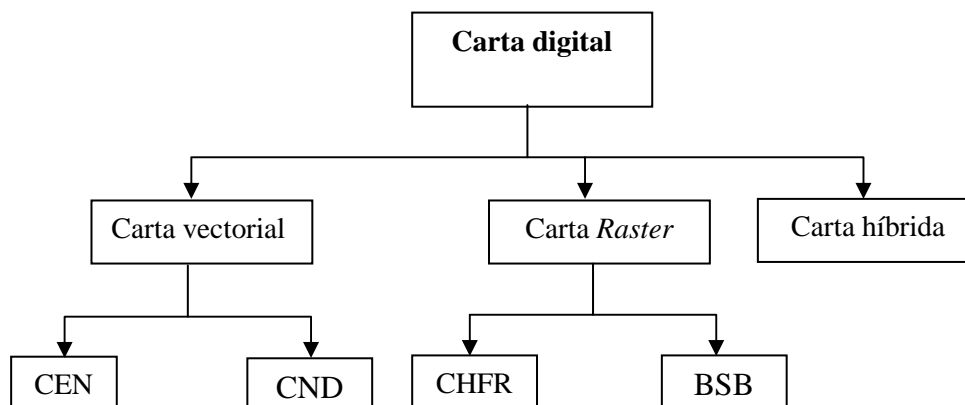 Carta digital
Carta vectorial
Carta Raster
Carta híbrida
CEN
CND
CHFR
BSB